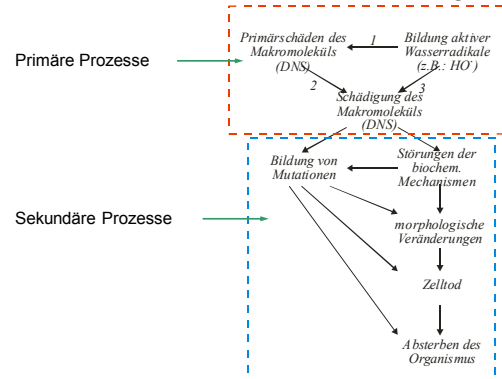 Primärschäden des
Makromoleküls
(DNS)
1
Bildung aktiver
Wasserradikale
(z.B.: HO˙)
Primäre Prozesse
2
3
Schädigung des
Makromoleküls
(DNS)
Bildung von
Mutationen
Störungen der
biochem.
Mechanismen
Sekundäre Prozesse
morphologische
Veränderungen
Zelltod
Absterben des
Organismus